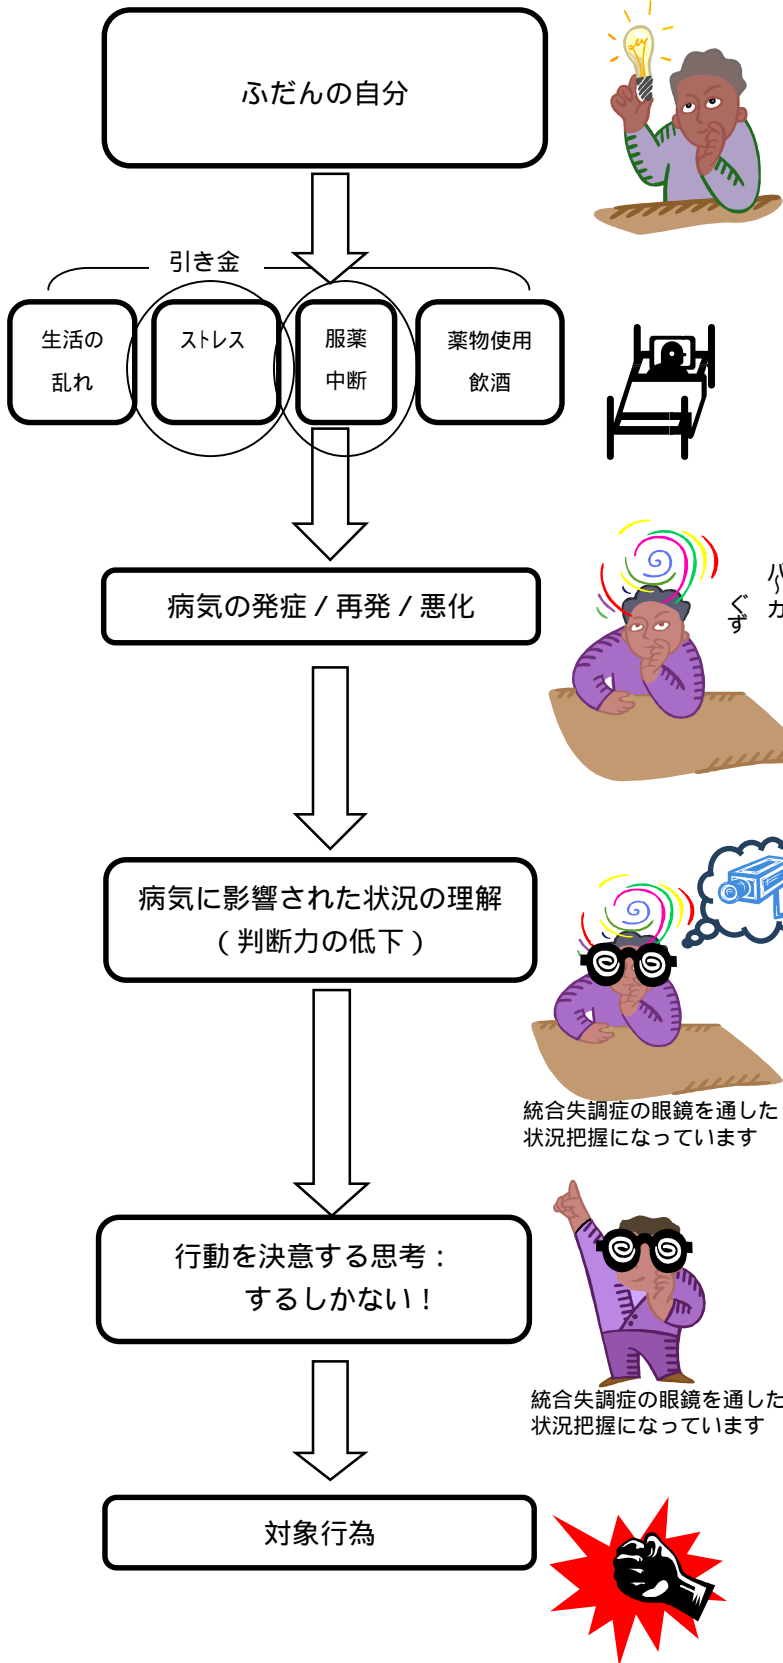 ふだんの自分
引き金
生活の
乱れ
ストレス
服薬
中断
薬物使用
飲酒
病気の発症/再発/悪化
バ～カ
ぐず
病気に影響された状況の理解
(判断力の低下)
統合失調症の眼鏡を通した
状況把握になっています
行動を決意する思考:
するしかない!
統合失調症の眼鏡を通した
状況把握になっています
対象行為